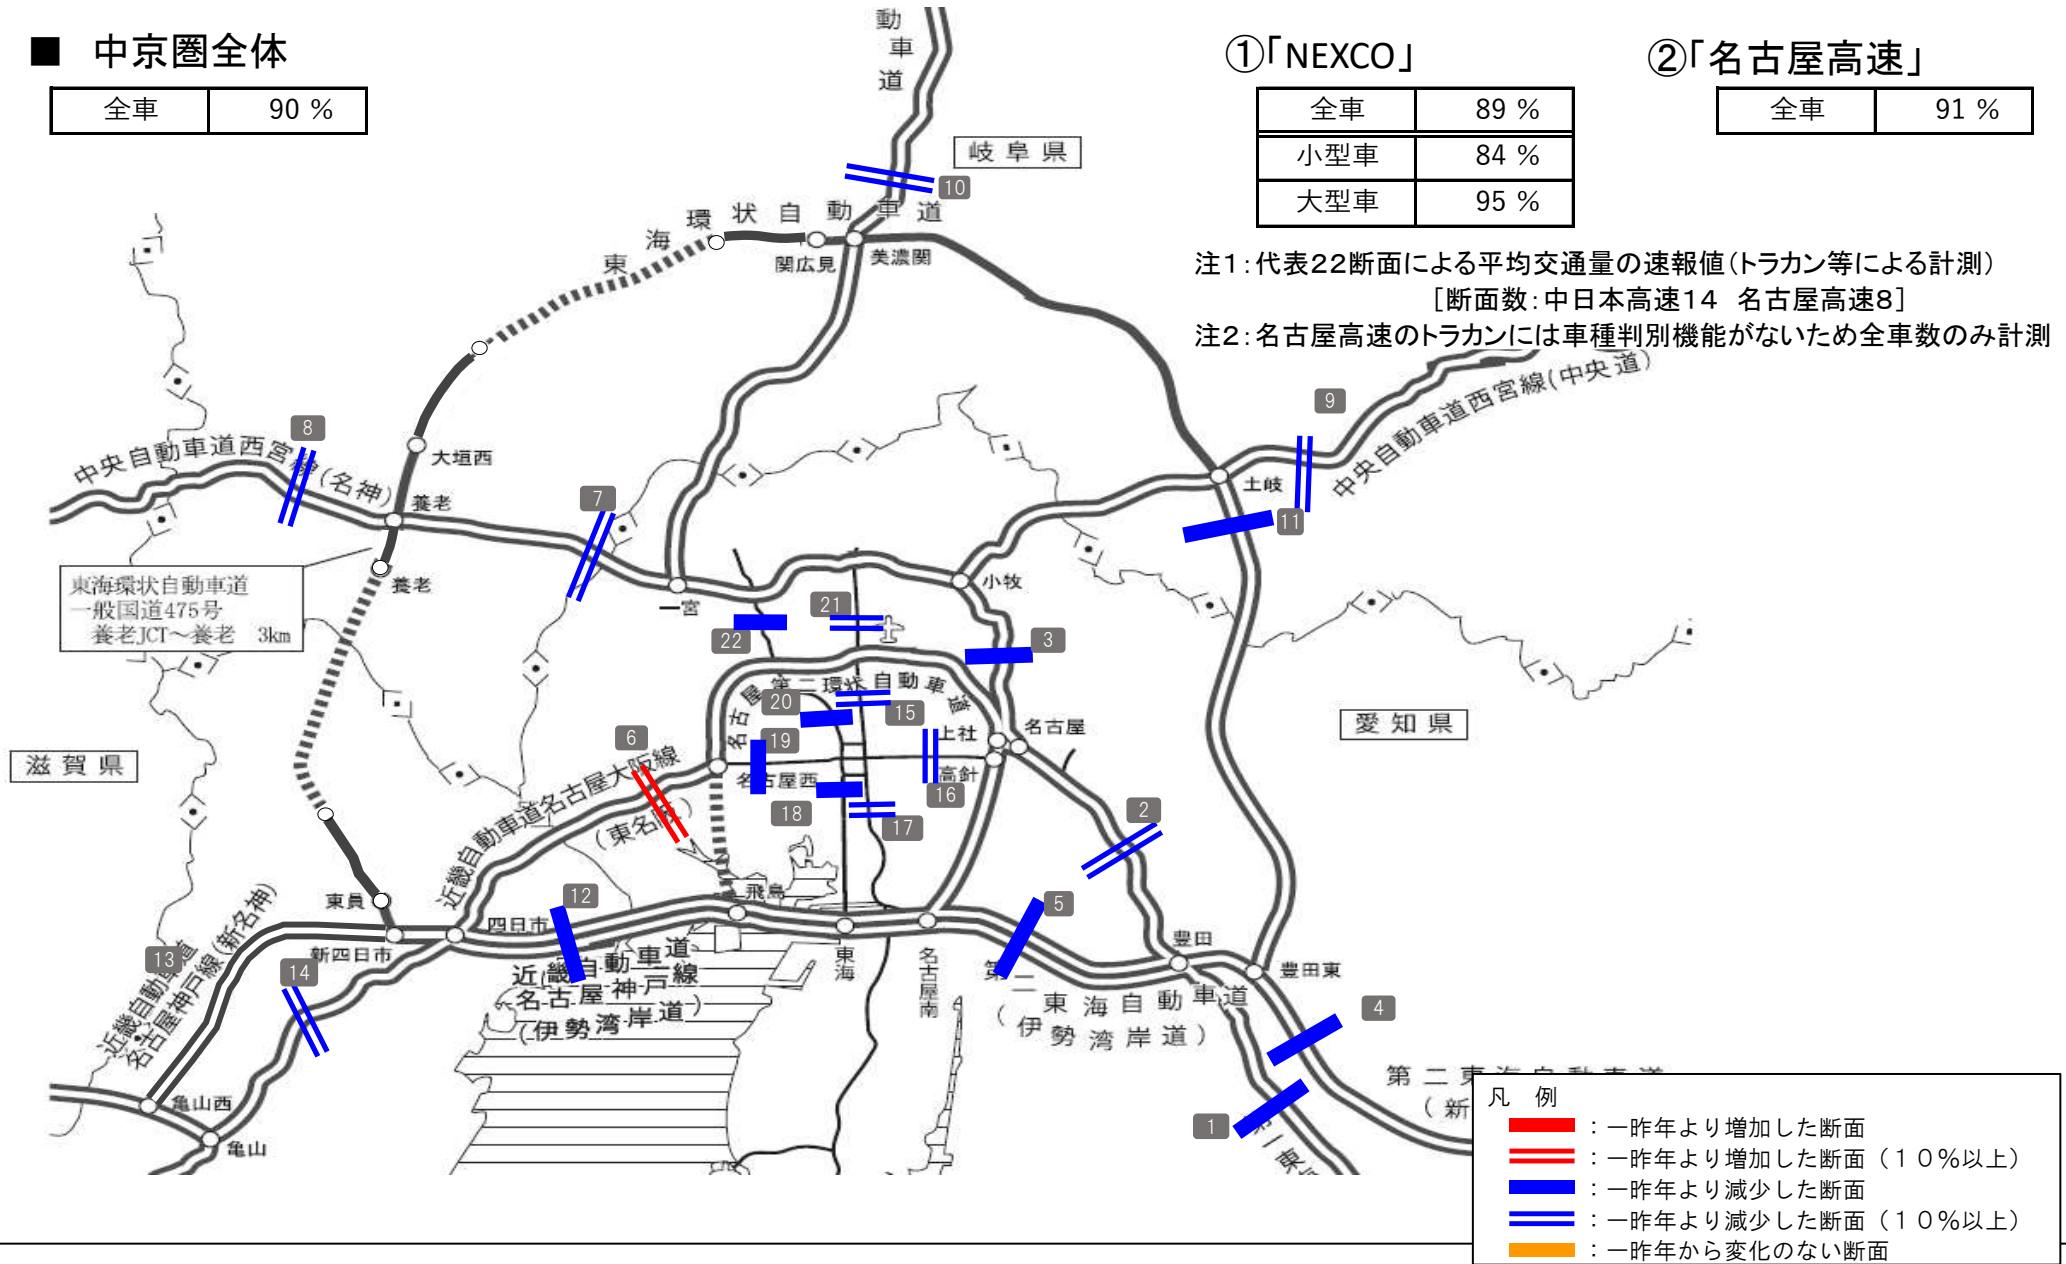 ■ 中京圏全体
全車 90 %
①「NEXCO」
全車 89 %
小型車 84 %
大型車 95 %
②「名古屋高速」
全車 91 %
注1:代表22断面による平均交通量の速報値(トラカン等による計測)
[断面数:中日本高速14 名古屋高速8]
注2:名古屋高速のトラカンには車種判別機能がないため全車数のみ計測
動車道
岐阜県
10
東海環状自動車道
関広見
美濃関
9
中央自動車道西宮線(中央道)
8
中央自動車道西宮線(名神)
大垣西
養老
7
土岐
11
東海環状自動車道
一般国道475号
養老JCT～養老 3km
養老
一宮
小牧
21
22
3
名古屋第二環状自動車道
20
15
上社
名古屋
愛知県
滋賀県
6
19
名古屋西
高針
16
近畿自動車道名古屋大阪線
(東名阪)
18
17
2
東員
12
飛島
5
四日市
新四日市
13
14
近畿自動車道
名古屋神戸線(新名神)
近畿自動車道
名古屋神戸線
(伊勢湾岸道)
東海
名古屋南
豊田
豊田東
第二東海自動車道
(伊勢湾岸道)
4
1
亀山西
亀山
第二東海自動車道
(新
第一東
凡 例
:一昨年より増加した断面
:一昨年より増加した断面(10%以上)
:一昨年より減少した断面
:一昨年より減少した断面(10%以上)
:一昨年から変化のない断面